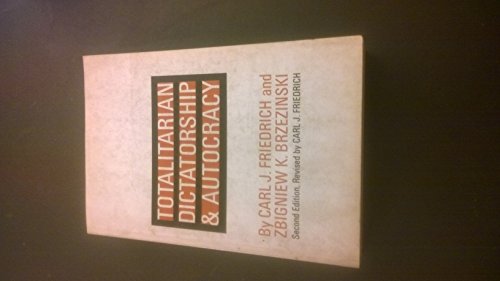 TOTALITARIAN
DICTATORSHIP
& AUTOCRACY
By CARL J. FRIEDRICH and
ZBIGNIEW K. BRZEZINSKI
Second Edition, Revised by CARL J. FRIEDRICH